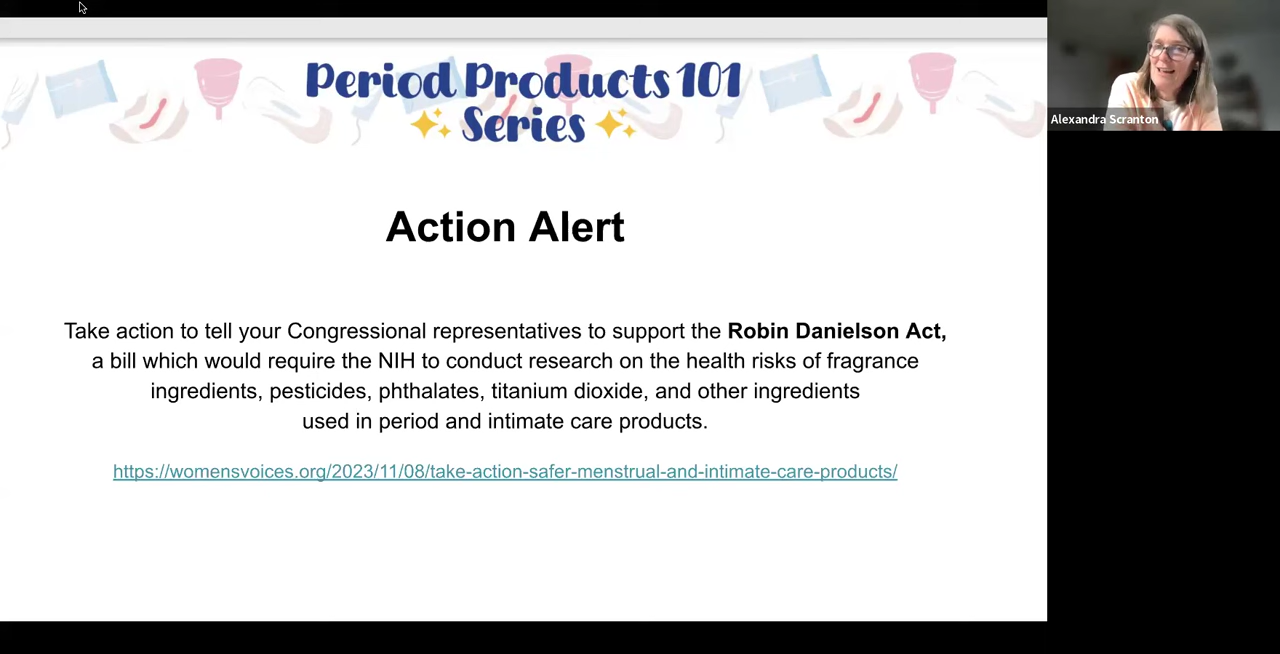 Period Products 101
Series
Alexandra Scranton
Action Alert
Take action to tell your Congressional representatives to support the Robin Danielson Act,
a bill which would require the NIH to conduct research on the health risks of fragrance
ingredients, pesticides, phthalates, titanium dioxide, and other ingredients
used in period and intimate care products.
https://womensvoices.org/2023/11/08/take-action-safer-menstrual-and-intimate-care-products/